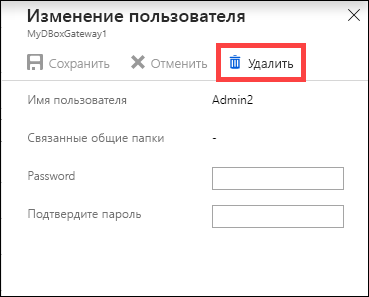 Изменение пользователя
MyDBoxGateway1
Сохранить Отменить Удалить
Имя пользователя Admin2
Связанные общие папки -
Password
Подтвердите пароль